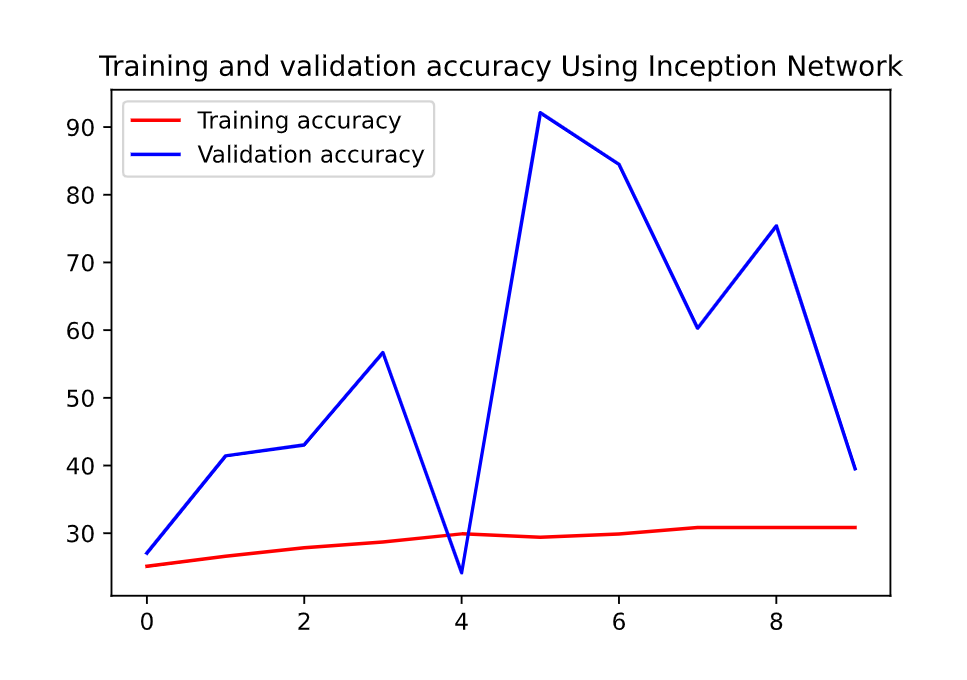 Training and validation accuracy Using Inception Network
Training accuracy
Validation accuracy
90
80
70
60
50
40
30
0 2 4 6 8